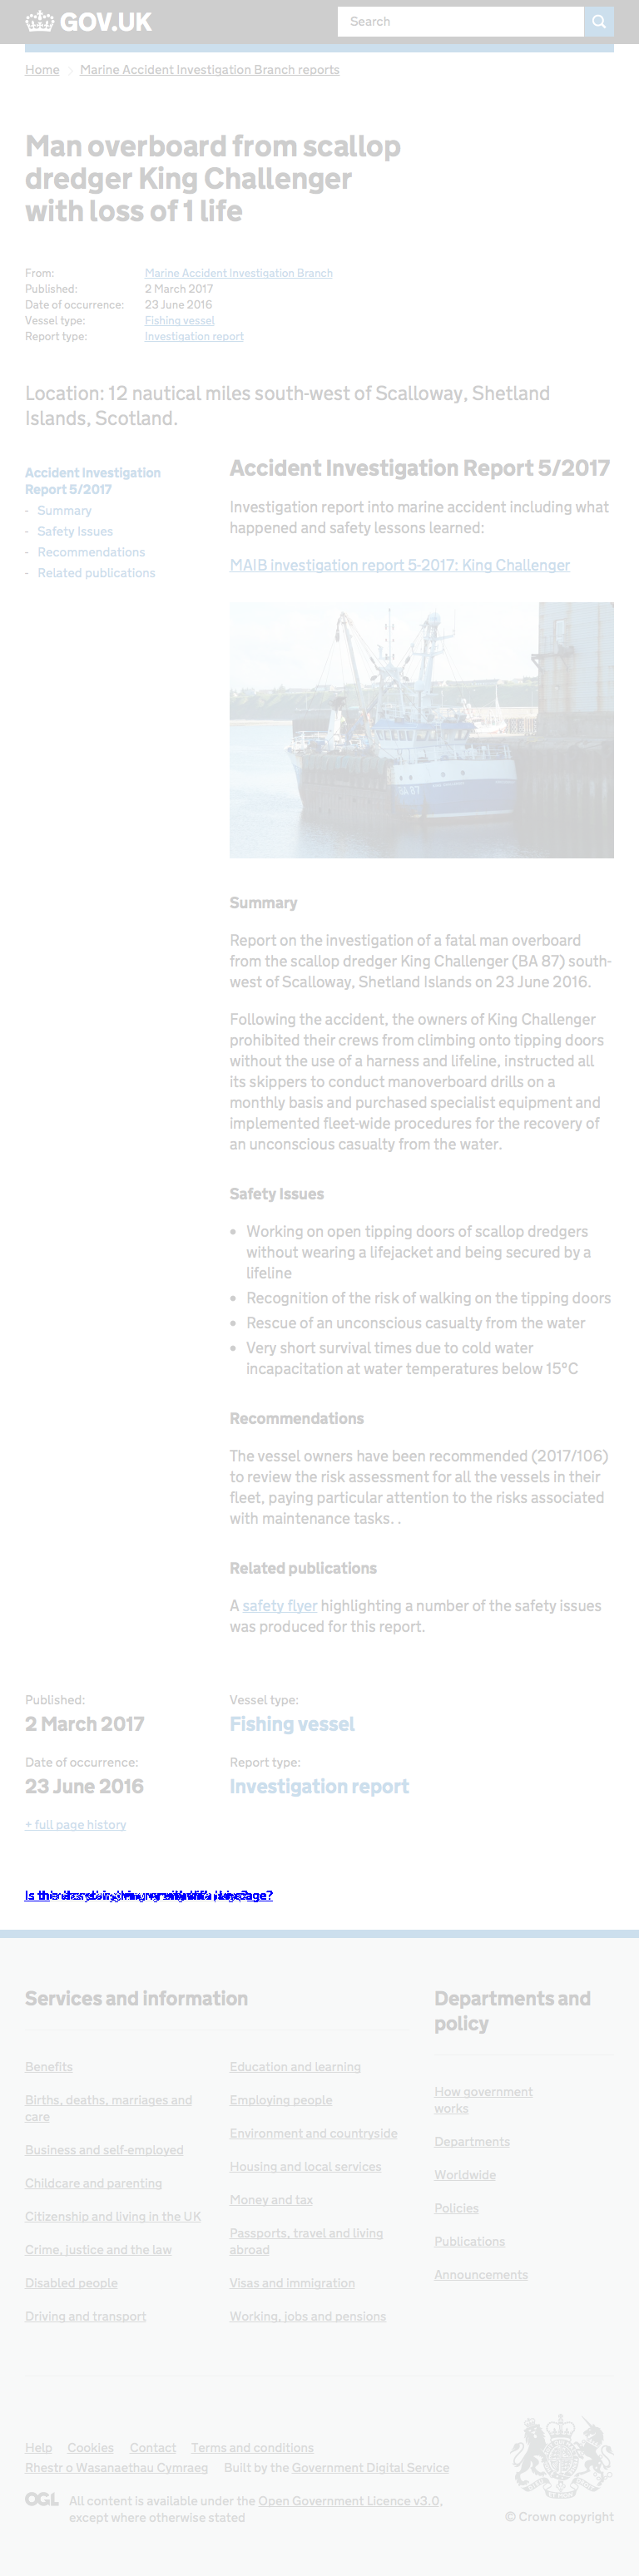 GOV.UK
Search
Home
Marine Accident Investigation Branch reports
Man overboard from scallop
dredger King Challenger
with loss of 1 life
From: Marine Accident Investigation Branch
Published: 2 March 2017
Date of occurrence: 23 June 2016
Vessel type: Fishing vessel
Report type: Investigation report
Location: 12 nautical miles south-west of Scalloway, Shetland
Islands, Scotland.
Accident Investigation
Report 5/2017
- Summary
- Safety Issues
- Recommendations
- Related publications
Accident Investigation Report 5/2017
Investigation report into marine accident including what
happened and safety lessons learned:
MAIB investigation report 5-2017: King Challenger
Summary
Report on the investigation of a fatal man overboard
from the scallop dredger King Challenger (BA 87) south-
west of Scalloway, Shetland Islands on 23 June 2016.
Following the accident, the owners of King Challenger
prohibited their crews from climbing onto tipping doors
without the use of a harness and lifeline, instructed all
its skippers to conduct manoverboard drills on a
monthly basis and purchased specialist equipment and
implemented fleet-wide procedures for the recovery of
an unconscious casualty from the water.
Safety Issues
• Working on open tipping doors of scallop dredgers
without wearing a lifejacket and being secured by a
lifeline
• Recognition of the risk of walking on the tipping doors
• Rescue of an unconscious casualty from the water
• Very short survival times due to cold water
incapacitation at water temperatures below 15°C
Recommendations
The vessel owners have been recommended (2017/106)
to review the risk assessment for all the vessels in their
fleet, paying particular attention to the risks associated
with maintenance tasks. .
Related publications
A safety flyer highlighting a number of the safety issues
was produced for this report.
Published:
2 March 2017
Vessel type:
Fishing vessel
Date of occurrence:
23 June 2016
Report type:
Investigation report
+ full page history
Services and information
Benefits
Births, deaths, marriages and
care
Business and self-employed
Childcare and parenting
Citizenship and living in the UK
Crime, justice and the law
Disabled people
Driving and transport
Education and learning
Employing people
Environment and countryside
Housing and local services
Money and tax
Passports, travel and living
abroad
Visas and immigration
Working, jobs and pensions
Departments and
policy
How government
works
Departments
Worldwide
Policies
Publications
Announcements
Help Cookies Contact Terms and conditions
Rhestr o Wasanaethau Cymraeg Built by the Government Digital Service
OGL All content is available under the Open Government Licence v3.0,
except where otherwise stated
© Crown copyright